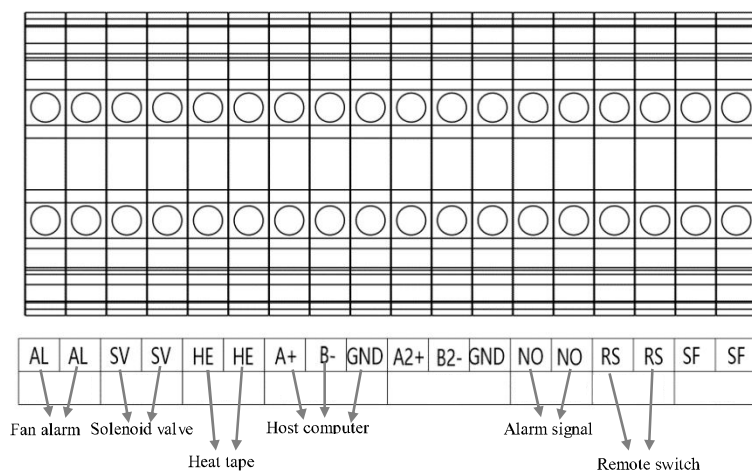 AL AL SV SV HE HE A+ B- GND A2+ B2- GND NO NO RS RS SF SF
Fan alarm Solenoid valve Host computer Alarm signal
Heat tape Remote switch